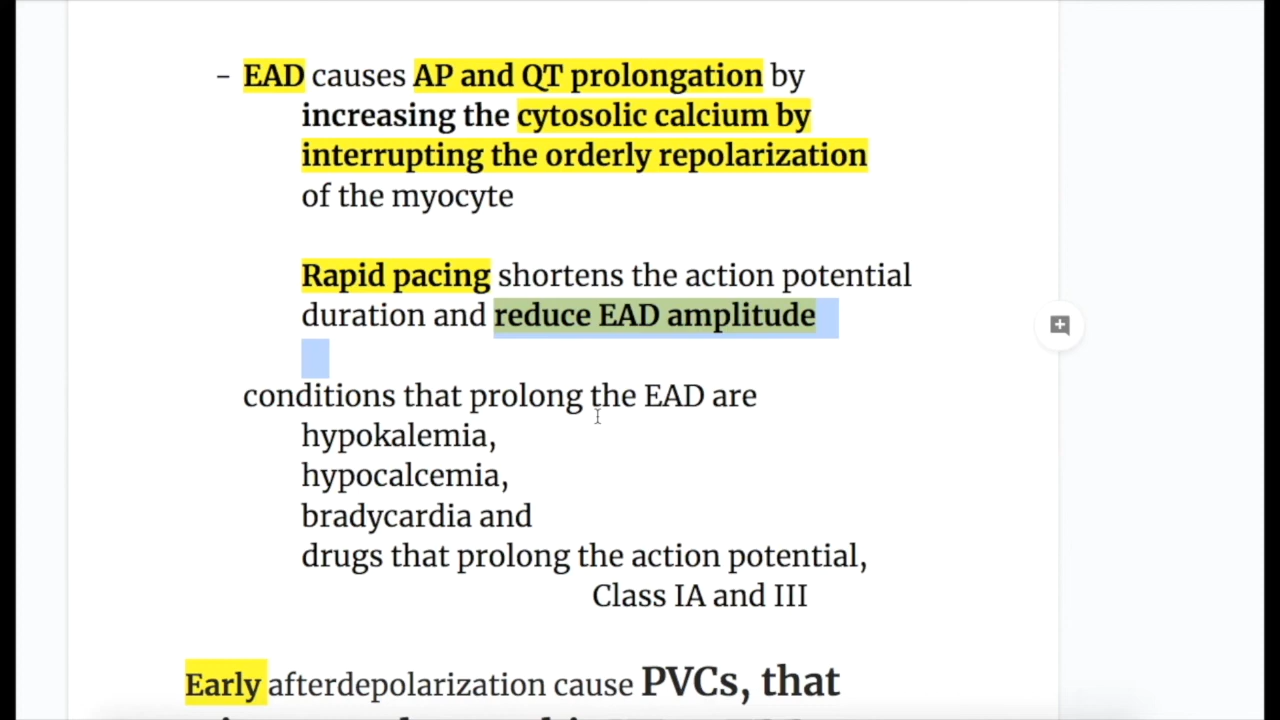 - EAD causes AP and QT prolongation by
increasing the cytosolic calcium by
interrupting the orderly repolarization
of the myocyte
Rapid pacing shortens the action potential
duration and reduce EAD amplitude
conditions that prolong the EAD are
hypokalemia,
hypocalcemia,
bradycardia and
drugs that prolong the action potential,
Class IA and III
Early afterdepolarization cause PVCs, that